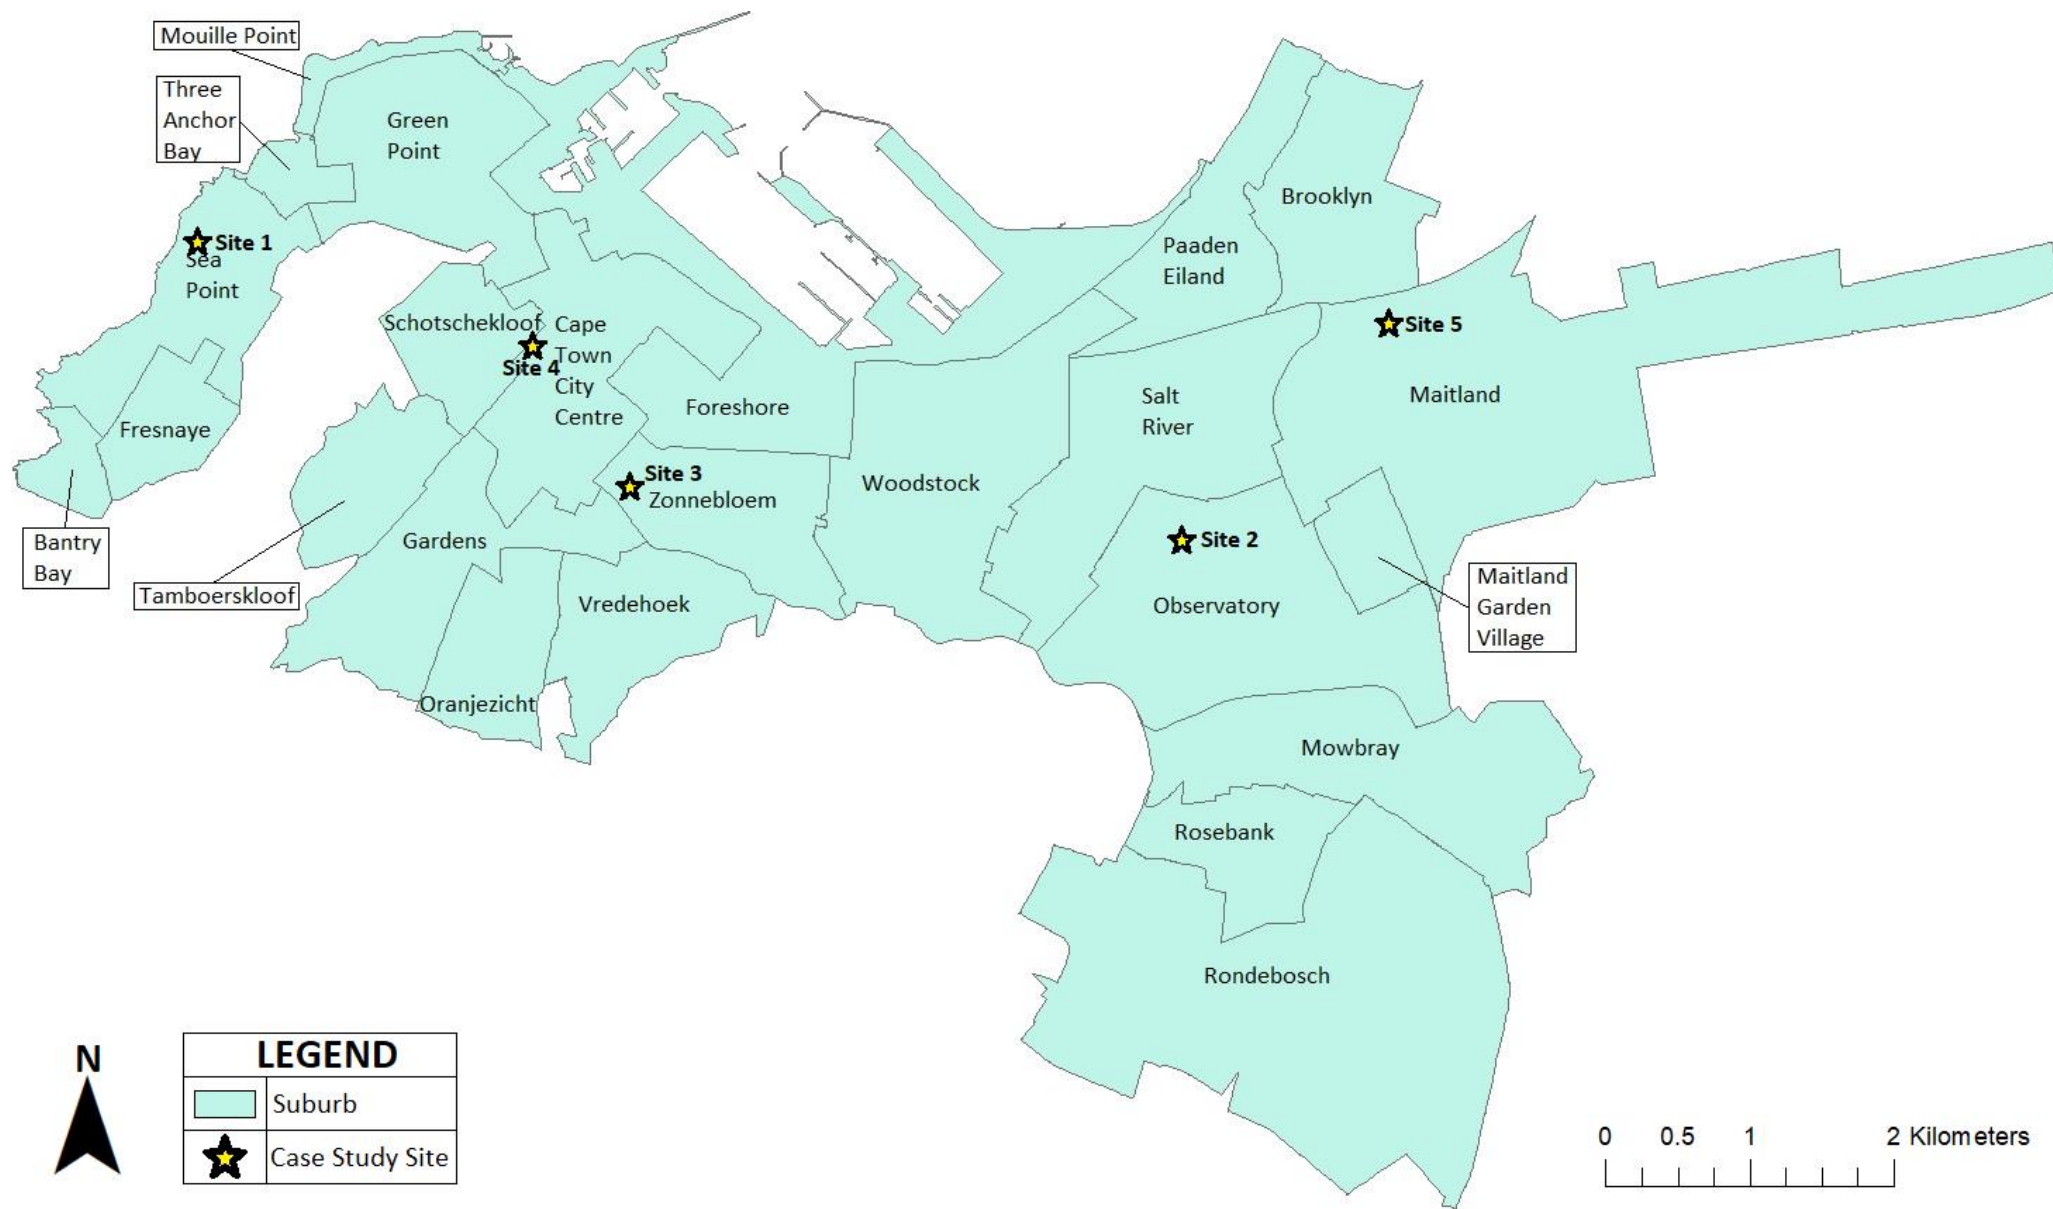 Mouille Point
Three
Anchor
Bay
Green
Point
Brooklyn
Site 1
Sea
Point
Paaden
Eiland
Schotschekloof
Cape
Town
City
Centre
Site 4
Site 5
Maitland
Foreshore
Salt
River
Fresnaye
Site 3
Zonnebloem
Woodstock
Bantry
Bay
Gardens
Site 2
Tamboerskloof
Vredehoek
Observatory
Maitland
Garden
Village
Oranjezicht
Mowbray
Rosebank
Rondebosch
N
LEGEND
Suburb
Case Study Site
0 0.5 1 2 Kilometers